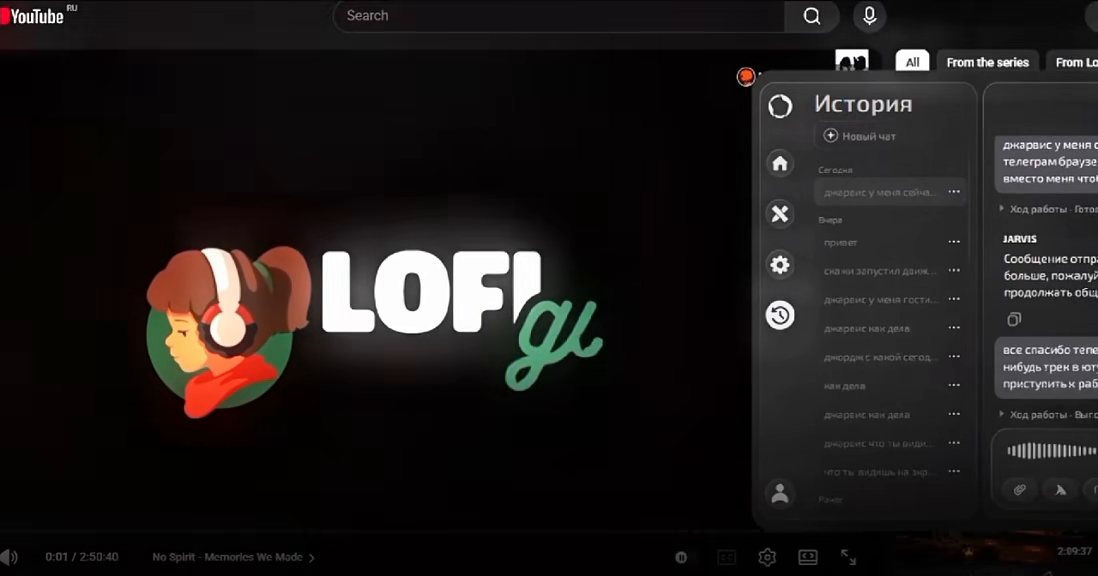 YouTube RU
Search
All
From the series
From Lo
История
Новый чат
Сегодня
джарвис у меня сейча...
Вчера
привет
скажи запустил движ...
джарвис у меня гости...
джарвис как дела
джордж с какой сегод...
как дела
джарвис как дела
джарвис что ты види...
что ты видишь на экр...
Ранее
джарвис у меня с
телеграм браузе
вместо меня чтоб
Ход работы - Гото
JARVIS
Сообщение отпра
больше, пожалуй
продолжать общ
все спасибо тепе
нибудь трек в юту
приступить к раб
Ход работы - Вып
LOFI
gi
0:01 / 2:50:40
No Spirit - Memories We Made
2:09:37